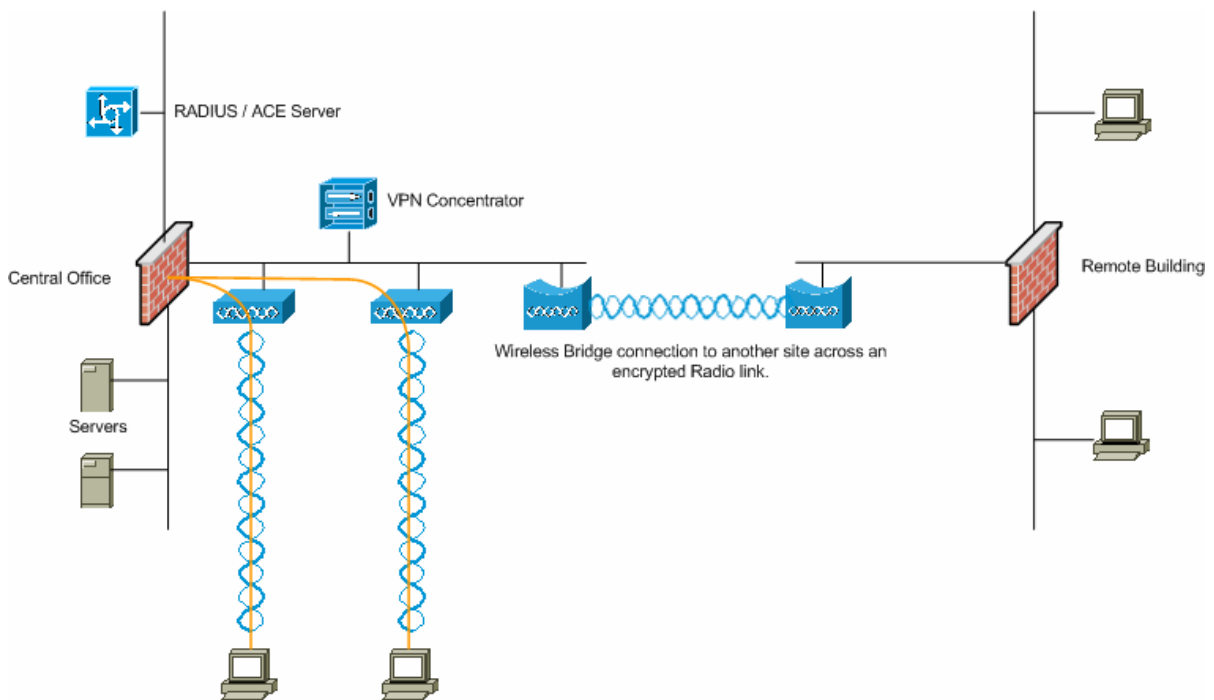 RADIUS / ACE Server
VPN Concentrator
Central Office
Remote Building
Wireless Bridge connection to another site across an
encrypted Radio link.
Servers